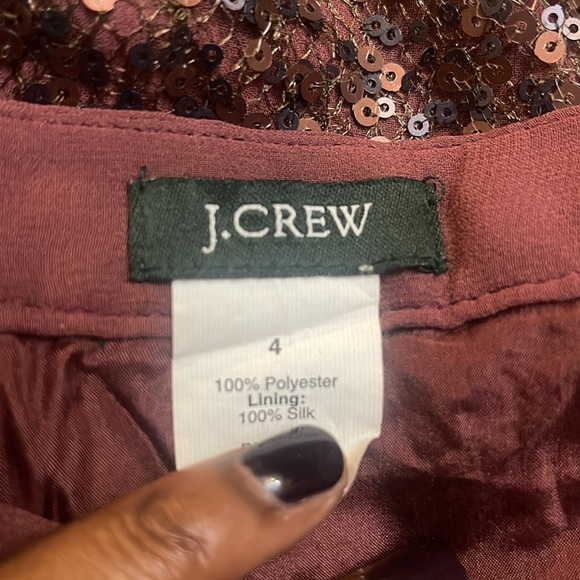 J.CREW
4
100% Polyester
Lining:
100% Silk